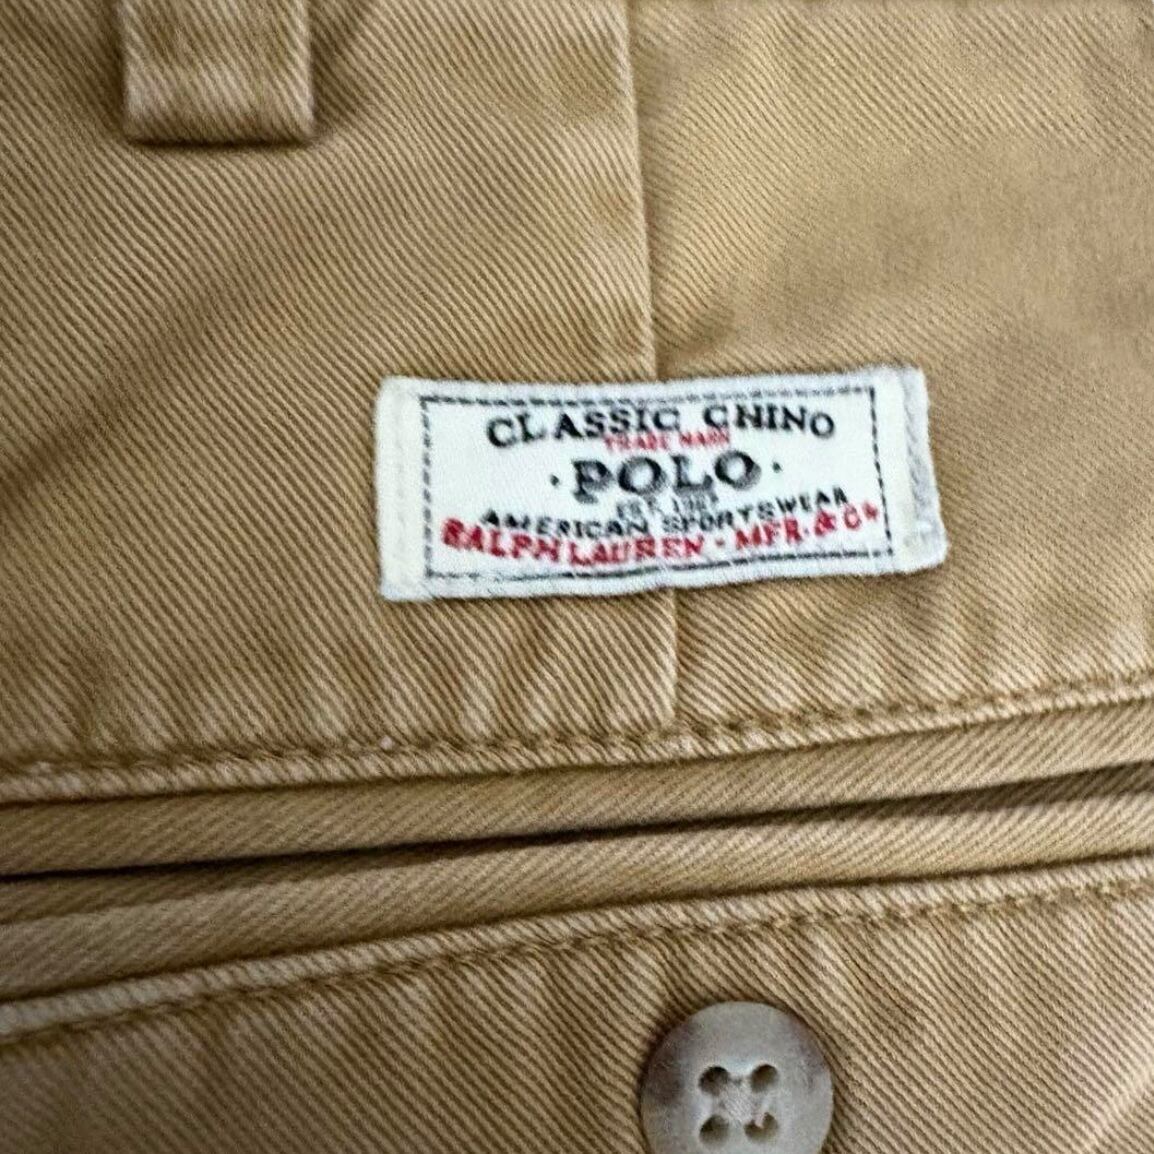 CLASSIC CHINO
TRADE MARK
· POLO ·
EST. 1967
AMERICAN SPORTSWEAR
RALPH LAUREN · MFR. & Co